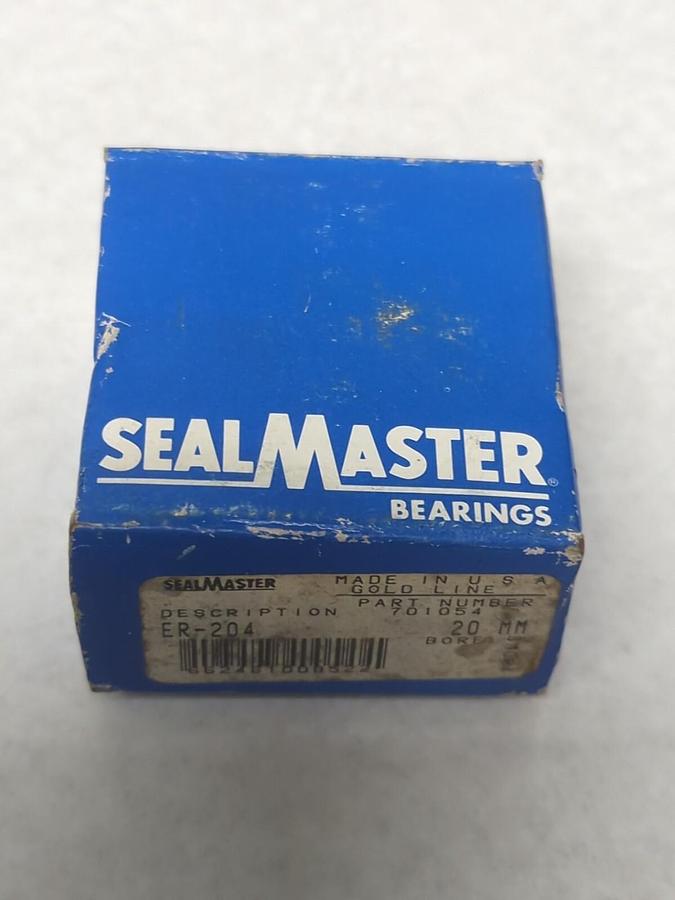 SEALMASTER®
BEARINGS
SEALMASTER MADE IN U S A
GOLD LINE
DESCRIPTION PART NUMBER
701054
ER-204 20 MM
BORE